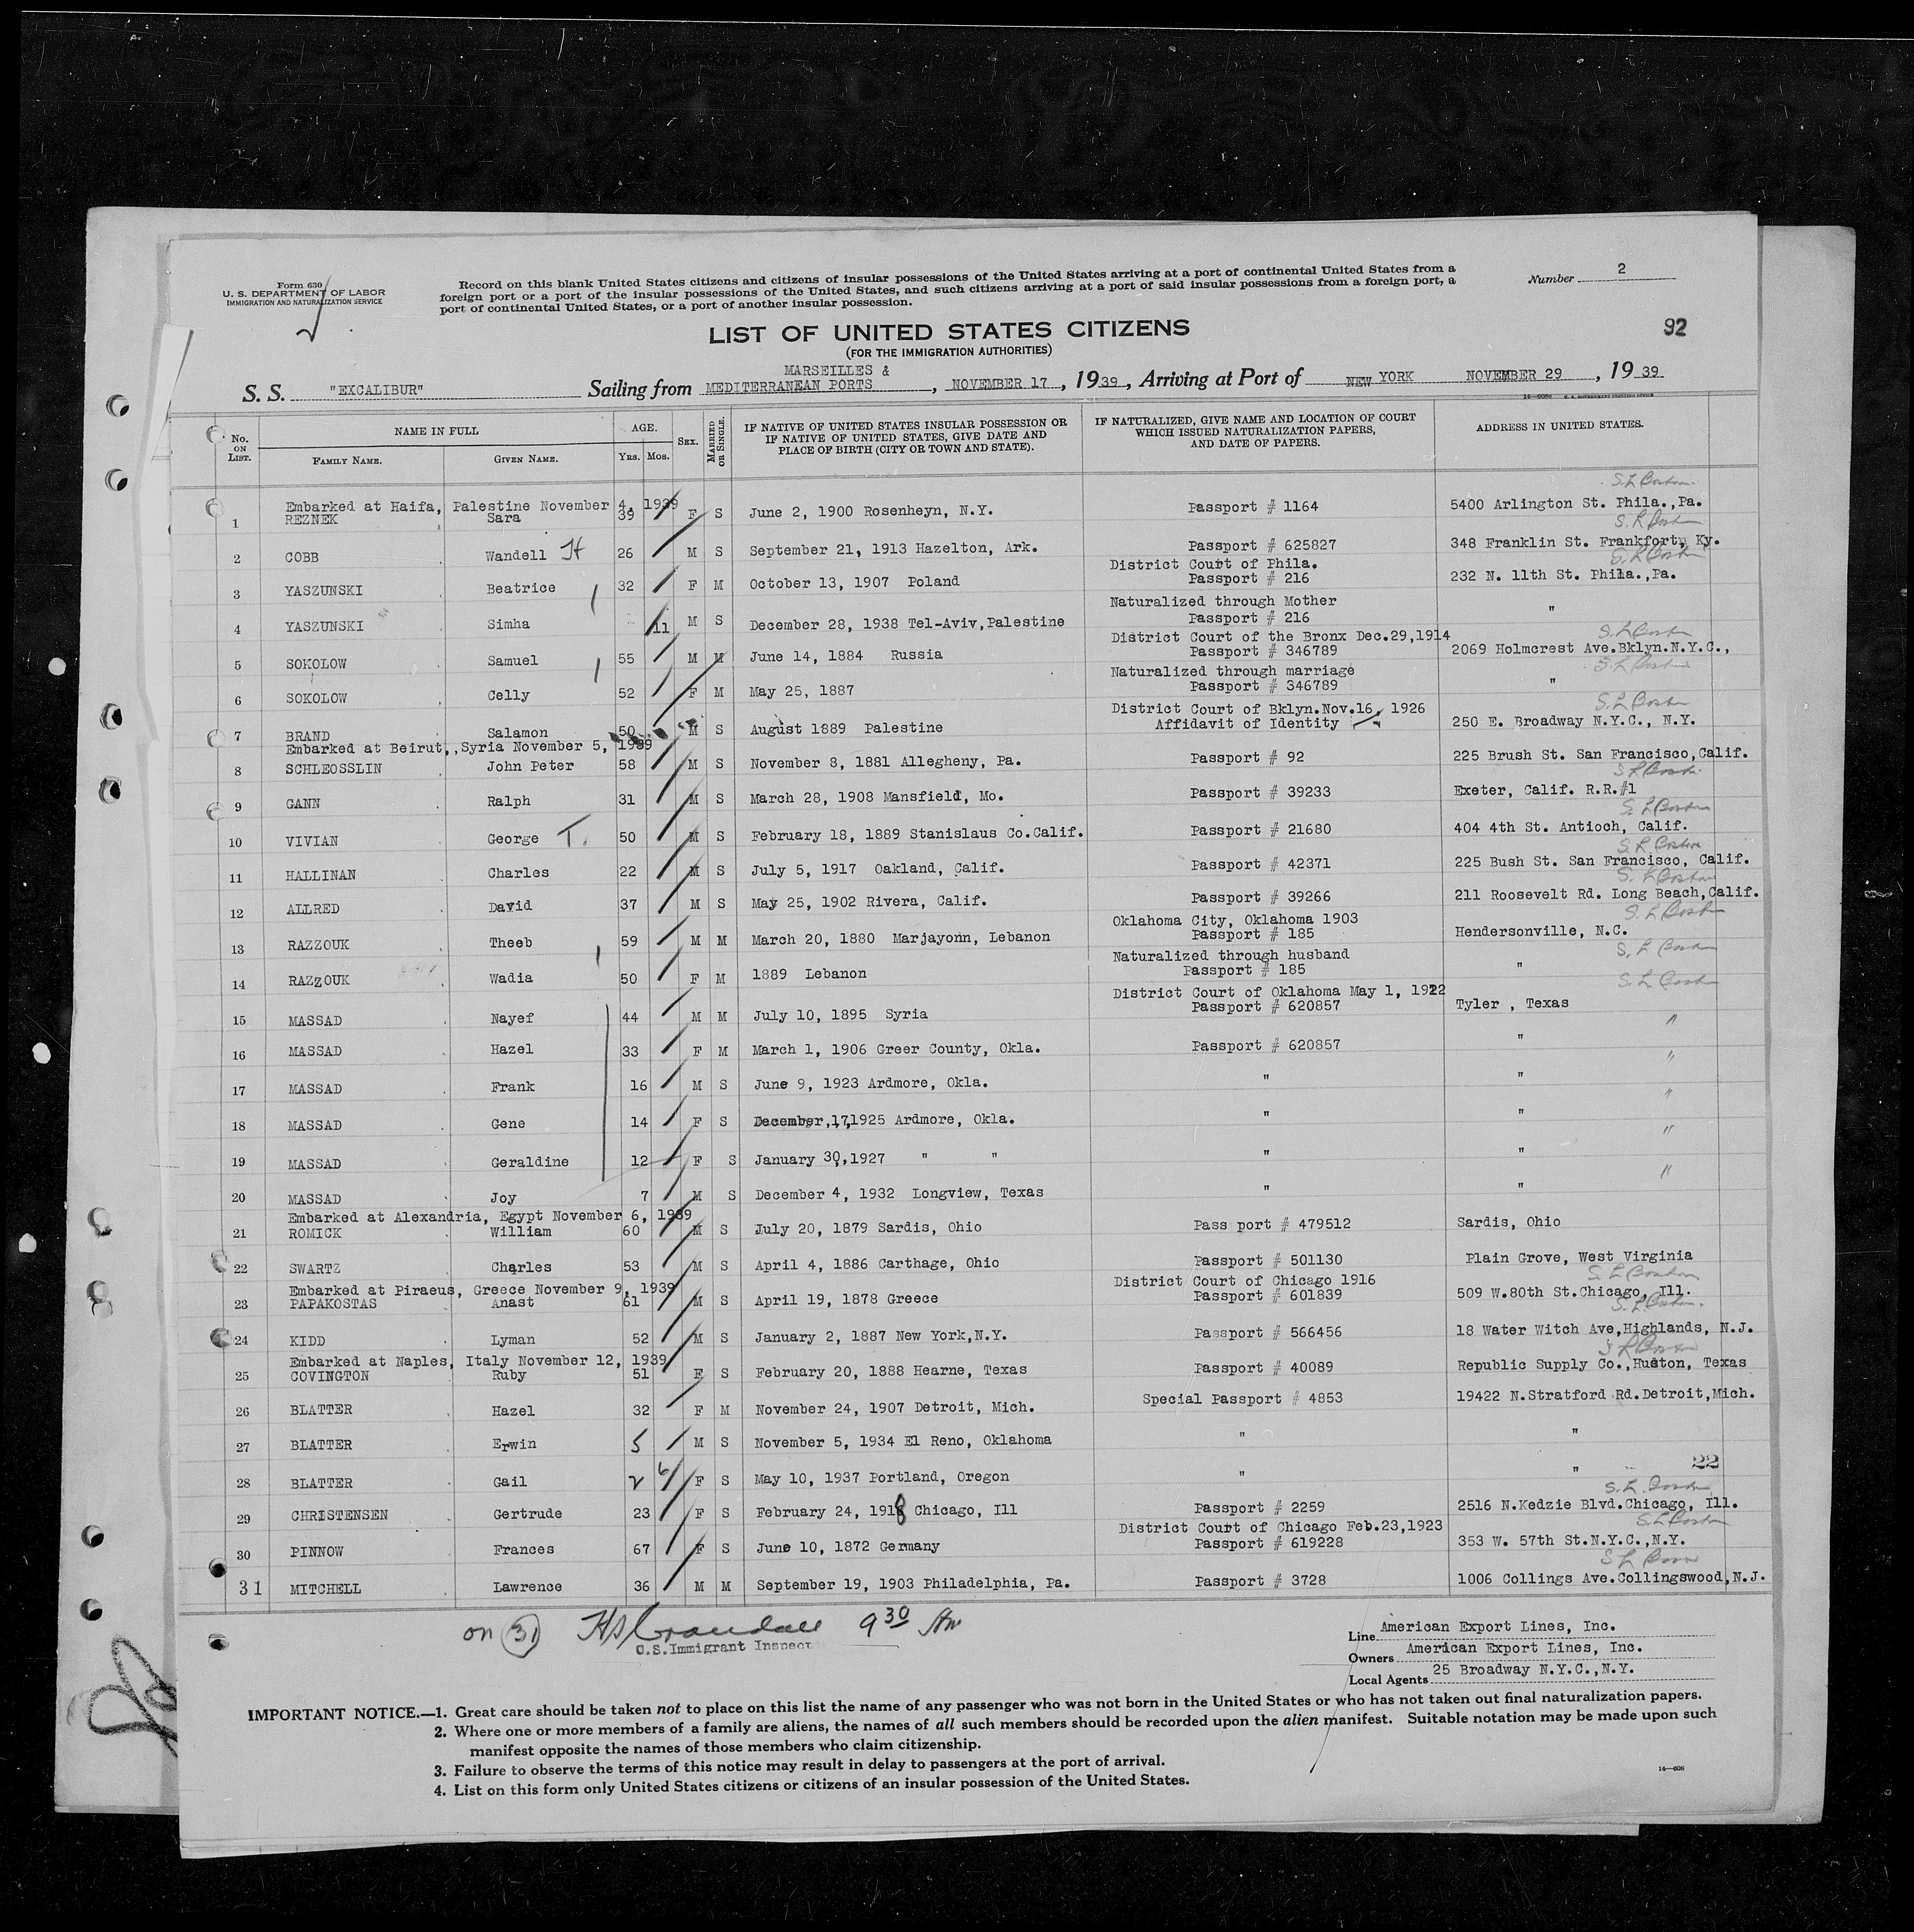 Form 630
U. S. DEPARTMENT OF LABOR
IMMIGRATION AND NATURALIZATION SERVICE
Record on this blank United States citizens and citizens of insular possessions of the United States arriving at a port of continental United States from a
foreign port or a port of the insular possessions of the United States, and such citizens arriving at a port of said insular possessions from a foreign port, a
port of continental United States, or a port of another insular possession.
Number 2
LIST OF UNITED STATES CITIZENS
92
(FOR THE IMMIGRATION AUTHORITIES)
S. S. "EXCALIBUR" Sailing from MARSEILLES & MEDITERRANEAN PORTS, NOVEMBER 17, 1939, Arriving at Port of NEW YORK NOVEMBER 29, 1939
No. ON LIST. NAME IN FULL FAMILY NAME. GIVEN NAME. AGE. YRS. MOS. SEX. MARRIED OR SINGLE. IF NATIVE OF UNITED STATES INSULAR POSSESSION OR IF NATIVE OF UNITED STATES, GIVE DATE AND PLACE OF BIRTH (CITY OR TOWN AND STATE). IF NATURALIZED, GIVE NAME AND LOCATION OF COURT WHICH ISSUED NATURALIZATION PAPERS, AND DATE OF PAPERS. ADDRESS IN UNITED STATES.
Embarked at Haifa, Palestine November 4, 1939
1 REZNEK Sara 39 F S June 2, 1900 Rosenheyn, N.Y. Passport # 1164 5400 Arlington St. Phila.,Pa.
2 COBB Wandell H 26 M S September 21, 1913 Hazelton, Ark. Passport # 625827 348 Franklin St. Frankfort, Ky.
3 YASZUNSKI Beatrice 32 F M October 13, 1907 Poland District Court of Phila. Passport # 216 232 N. 11th St. Phila.,Pa.
4 YASZUNSKI Simha 11 M S December 28, 1938 Tel-Aviv,Palestine Naturalized through Mother Passport # 216 "
5 SOKOLOW Samuel 55 M M June 14, 1884 Russia District Court of the Bronx Dec.29,1914 Passport # 346789 2069 Holmcrest Ave.Bklyn.N.Y.C.,
6 SOKOLOW Celly 52 F M May 25, 1887 Naturalized through marriage Passport # 346789 "
7 BRAND Salamon 50 M S August 1889 Palestine District Court of Bklyn.Nov.16, 1926 Affidavit of Identity 250 E. Broadway N.Y.C., N.Y.
Embarked at Beirut,,Syria November 5, 1939
8 SCHLEOSSLIN John Peter 58 M S November 8, 1881 Allegheny, Pa. Passport # 92 225 Brush St. San Francisco,Calif.
9 GANN Ralph 31 M S March 28, 1908 Mansfield, Mo. Passport # 39233 Exeter, Calif. R.R.#1
10 VIVIAN George T. 50 M S February 18, 1889 Stanislaus Co.Calif. Passport # 21680 404 4th St. Antioch, Calif.
11 HALLINAN Charles 22 M S July 5, 1917 Oakland, Calif. Passport # 42371 225 Bush St. San Francisco, Calif.
12 ALLRED David 37 M S May 25, 1902 Rivera, Calif. Passport # 39266 211 Roosevelt Rd. Long Beach,Calif.
13 RAZZOUK Theeb 59 M M March 20, 1880 Marjayonn, Lebanon Oklahoma City, Oklahoma 1903 Passport # 185 Hendersonville, N.C.
14 RAZZOUK Wadia 50 F M 1889 Lebanon Naturalized through husband Passport # 185 "
15 MASSAD Nayef 44 M M July 10, 1895 Syria District Court of Oklahoma May 1, 1922 Passport # 620857 Tyler , Texas
16 MASSAD Hazel 33 F M March 1, 1906 Greer County, Okla. Passport # 620857 " "
17 MASSAD Frank 16 M S June 9, 1923 Ardmore, Okla. " " "
18 MASSAD Gene 14 F S December,17,1925 Ardmore, Okla. " " "
19 MASSAD Geraldine 12 F S January 30,1927 " " " " "
20 MASSAD Joy 7 M S December 4, 1932 Longview, Texas " " "
Embarked at Alexandria, Egypt November 6, 1939
21 ROMICK William 60 M S July 20, 1879 Sardis, Ohio Pass port # 479512 Sardis, Ohio
22 SWARTZ Charles 53 M S April 4, 1886 Carthage, Ohio Passport # 501130 Plain Grove, West Virginia
Embarked at Piraeus, Greece November 9, 1939
23 PAPAKOSTAS Anast 61 M S April 19, 1878 Greece District Court of Chicago 1916 Passport # 601839 509 W.80th St.Chicago, Ill.
24 KIDD Lyman 52 M S January 2, 1887 New York,N.Y. Passport # 566456 18 Water Witch Ave,Highlands, N.J.
Embarked at Naples, Italy November 12, 1939
25 COVINGTON Ruby 51 F S February 20, 1888 Hearne, Texas Passport # 40089 Republic Supply Co.,Huston, Texas
26 BLATTER Hazel 32 F M November 24, 1907 Detroit, Mich. Special Passport # 4853 19422 N.Stratford Rd.Detroit,Mich.
27 BLATTER Erwin 5 M S November 5, 1934 El Reno, Oklahoma " "
28 BLATTER Gail 2 6 F S May 10, 1937 Portland, Oregon " " 22
29 CHRISTENSEN Gertrude 23 F S February 24, 1918 Chicago, Ill Passport # 2259 2516 N.Kedzie Blvd.Chicago, Ill.
30 PINNOW Frances 67 F S June 10, 1872 Germany District Court of Chicago Feb.23,1923 Passport # 619228 353 W. 57th St.N.Y.C.,N.Y.
31 MITCHELL Lawrence 36 M M September 19, 1903 Philadelphia, Pa. Passport # 3728 1006 Collings Ave.Collingswood,N.J.
on 31 HS Crandall 9 30 Am
U.S.Immigrant Inspect
Line American Export Lines, Inc.
Owners American Export Lines, Inc.
Local Agents 25 Broadway N.Y.C.,N.Y.
IMPORTANT NOTICE.—1. Great care should be taken not to place on this list the name of any passenger who was not born in the United States or who has not taken out final naturalization papers.
2. Where one or more members of a family are aliens, the names of all such members should be recorded upon the alien manifest. Suitable notation may be made upon such
manifest opposite the names of those members who claim citizenship.
3. Failure to observe the terms of this notice may result in delay to passengers at the port of arrival.
4. List on this form only United States citizens or citizens of an insular possession of the United States.
14—608